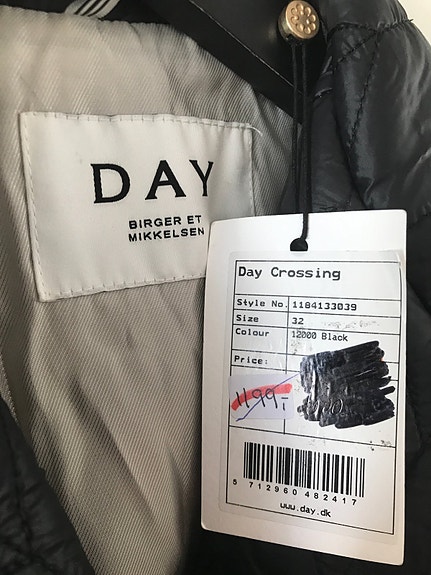 DAY
BIRGER ET
MIKKELSEN
Day Crossing
Style No. 1184133039
Size 32
Colour 12000 Black
Price:
1199,-
5 712960 482417
www.day.dk